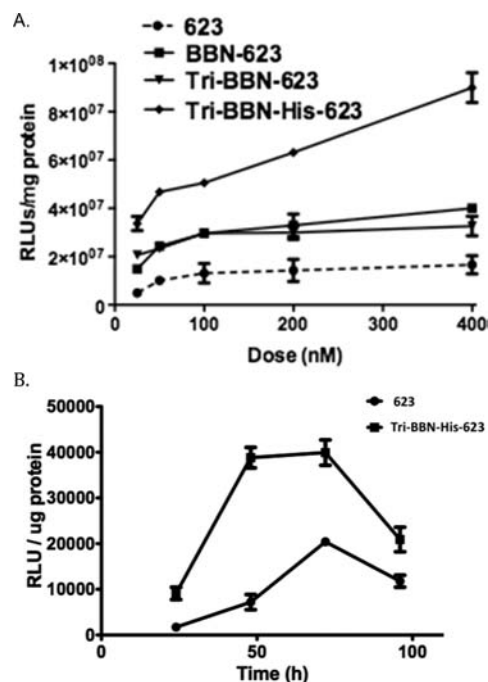 A.
623
BBN-623
Tri-BBN-623
Tri-BBN-His-623
1×10⁰⁸
8×10⁰⁷
6×10⁰⁷
4×10⁰⁷
2×10⁰⁷
0
RLUs/mg protein
0 100 200 300 400
Dose (nM)
B.
623
Tri-BBN-His-623
50000
40000
30000
20000
10000
0
RLU / ug protein
0 50 100
Time (h)